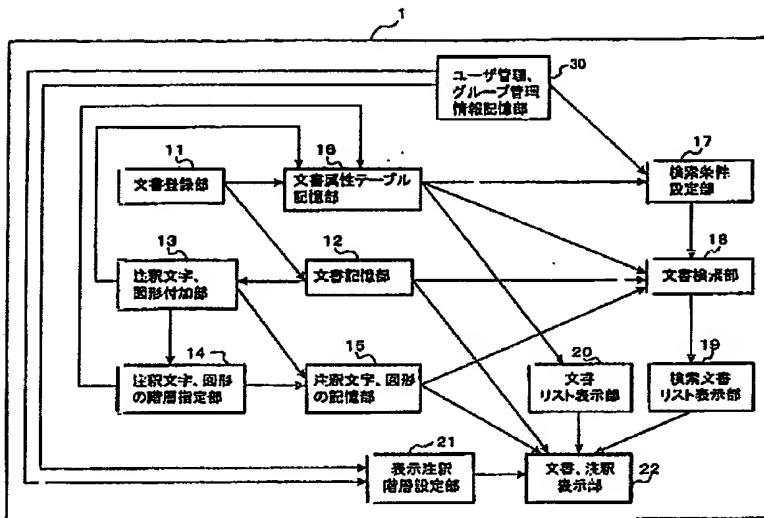 1
ユーザ管理、
グループ管理
情報記憶部
30
11
文書登録部
16
文書属性テーブル
記憶部
17
検索条件
設定部
13
注釈文字、
図形付加部
12
文書記憶部
18
文書検索部
14
注釈文字、図形
の階層指定部
15
注釈文字、図形
の記憶部
20
文書
リスト表示部
19
検索文書
リスト表示部
21
表示注釈
階層設定部
文書、注釈
表示部
22